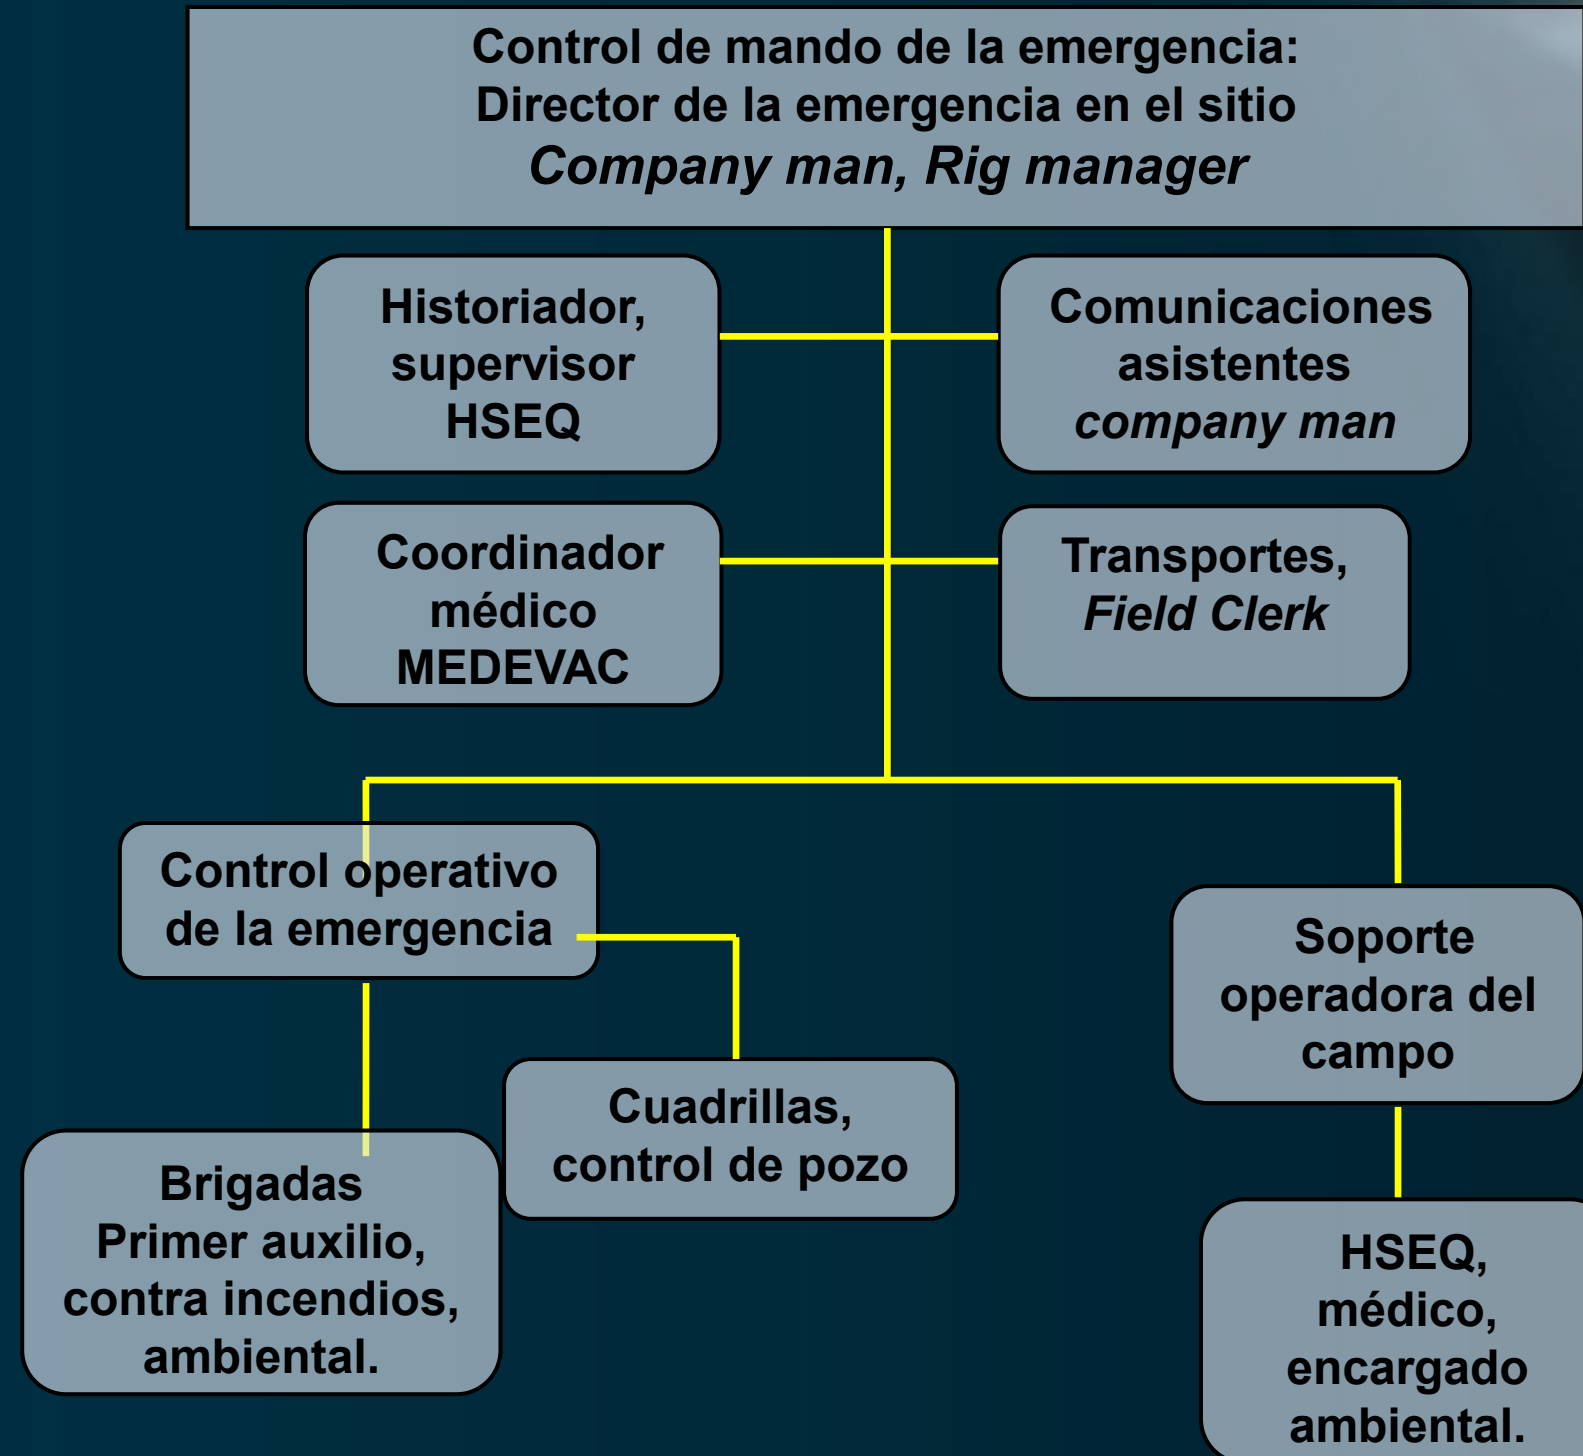 Control de mando de la emergencia:
Director de la emergencia en el sitio
Company man, Rig manager
Historiador,
supervisor
HSEQ
Comunicaciones
asistentes
company man
Coordinador
médico
MEDEVAC
Transportes,
Field Clerk
Control operativo
de la emergencia
Soporte
operadora del
campo
Cuadrillas,
control de pozo
Brigadas
Primer auxilio,
contra incendios,
ambiental.
HSEQ,
médico,
encargado
ambiental.